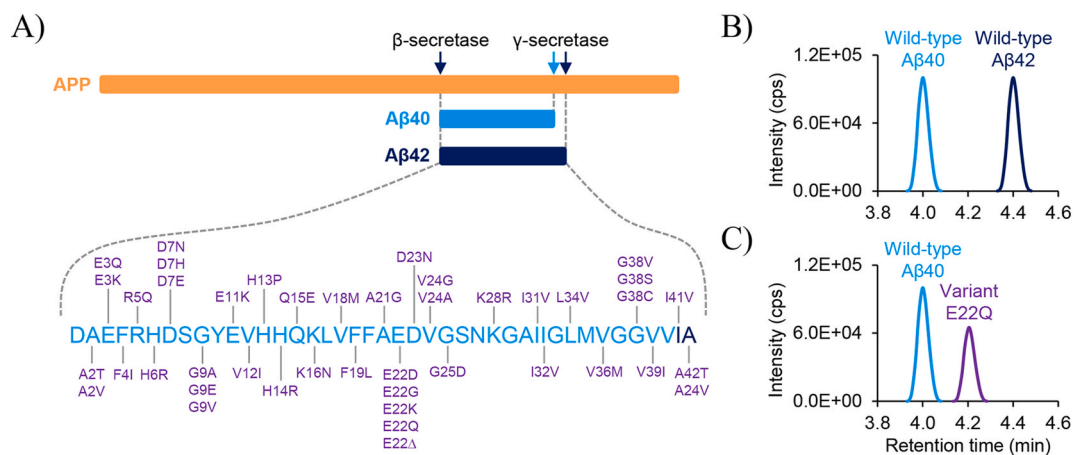 A)
β-secretase γ-secretase
APP
Aβ40
Aβ42
E3Q
E3K
R5Q
D7N
D7H
D7E
E11K
H13P
Q15E
V18M
A21G
D23N
V24G
V24A
K28R
I31V
L34V
G38V
G38S
G38C
I41V
DAEFRHDSGYEVHHQKLVFFAEDVGSNKGAIIGLMVGGVVIA
A2T
A2V
F4I
H6R
G9A
G9E
G9V
V12I
H14R
K16N
F19L
E22D
E22G
E22K
E22Q
E22Δ
G25D
I32V
V36M
V39I
A42T
A24V
B)
Wild-type
Aβ40
Wild-type
Aβ42
Intensity (cps)
1.2E+05
6.0E+04
0.0E+00
3.8 4.0 4.2 4.4 4.6
C)
Wild-type
Aβ40
Variant
E22Q
Intensity (cps)
1.2E+05
6.0E+04
0.0E+00
3.8 4.0 4.2 4.4 4.6
Retention time (min)